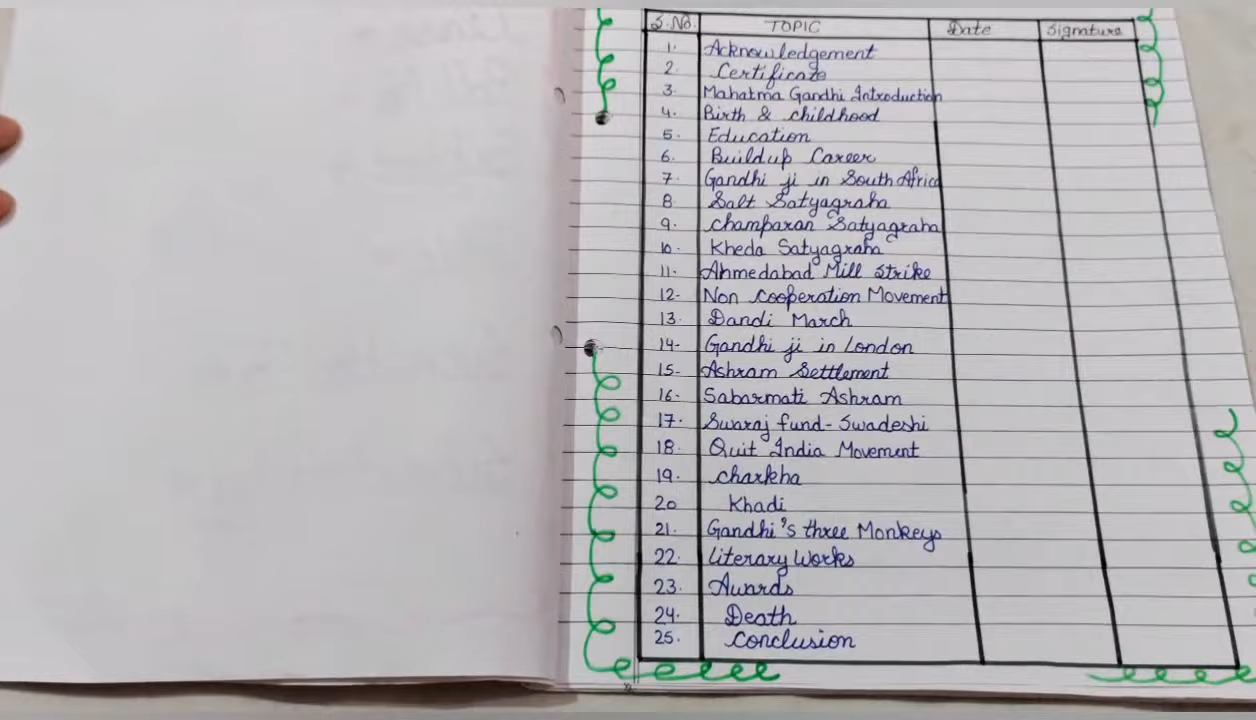 S.No. TOPIC Date Signature
1. Acknowledgement
2. Certificate
3. Mahatma Gandhi Introduction
4. Birth & childhood
5. Education
6. Buildup Career
7. Gandhi ji in South Africa
8. Salt Satyagraha
9. Champaran Satyagraha
10. Kheda Satyagraha
11. Ahmedabad Mill Strike
12- Non Cooperation Movement
13. Dandi March
14- Gandhi ji in London
15- Ashram Settlement
16- Sabarmati Ashram
17. Swaraj fund-Swadeshi
18. Quit India Movement
19. Charkha
20 Khadi
21. Gandhi's three Monkeys
22. Literary Works
23. Awards
24. Death
25. Conclusion